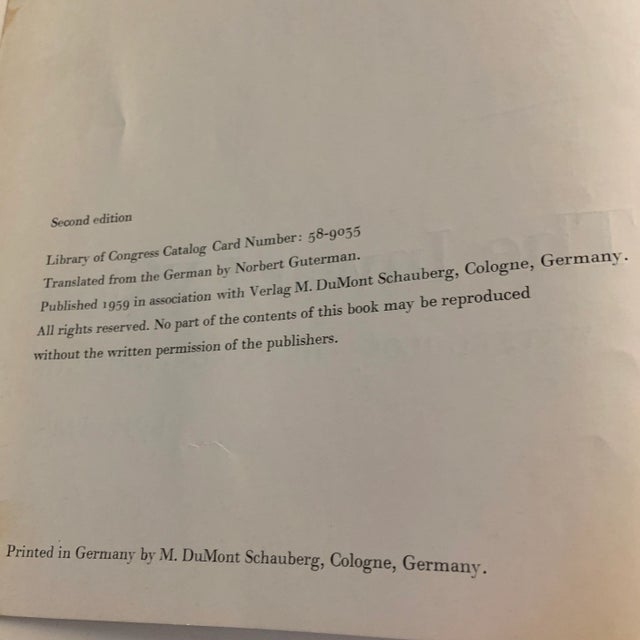 Second edition
Library of Congress Catalog Card Number: 58-9035
Translated from the German by Norbert Guterman.
Published 1959 in association with Verlag M. DuMont Schauberg, Cologne, Germany.
All rights reserved. No part of the contents of this book may be reproduced
without the written permission of the publishers.
Printed in Germany by M. DuMont Schauberg, Cologne, Germany.